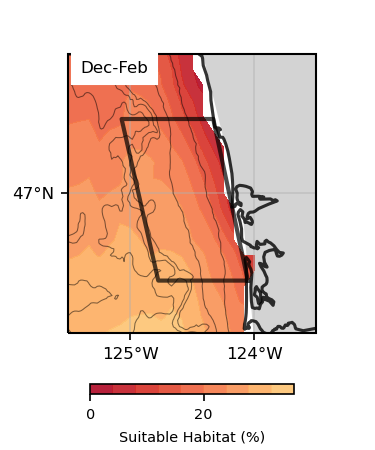 Dec-Feb
47°N
125°W 124°W
0 20
Suitable Habitat (%)